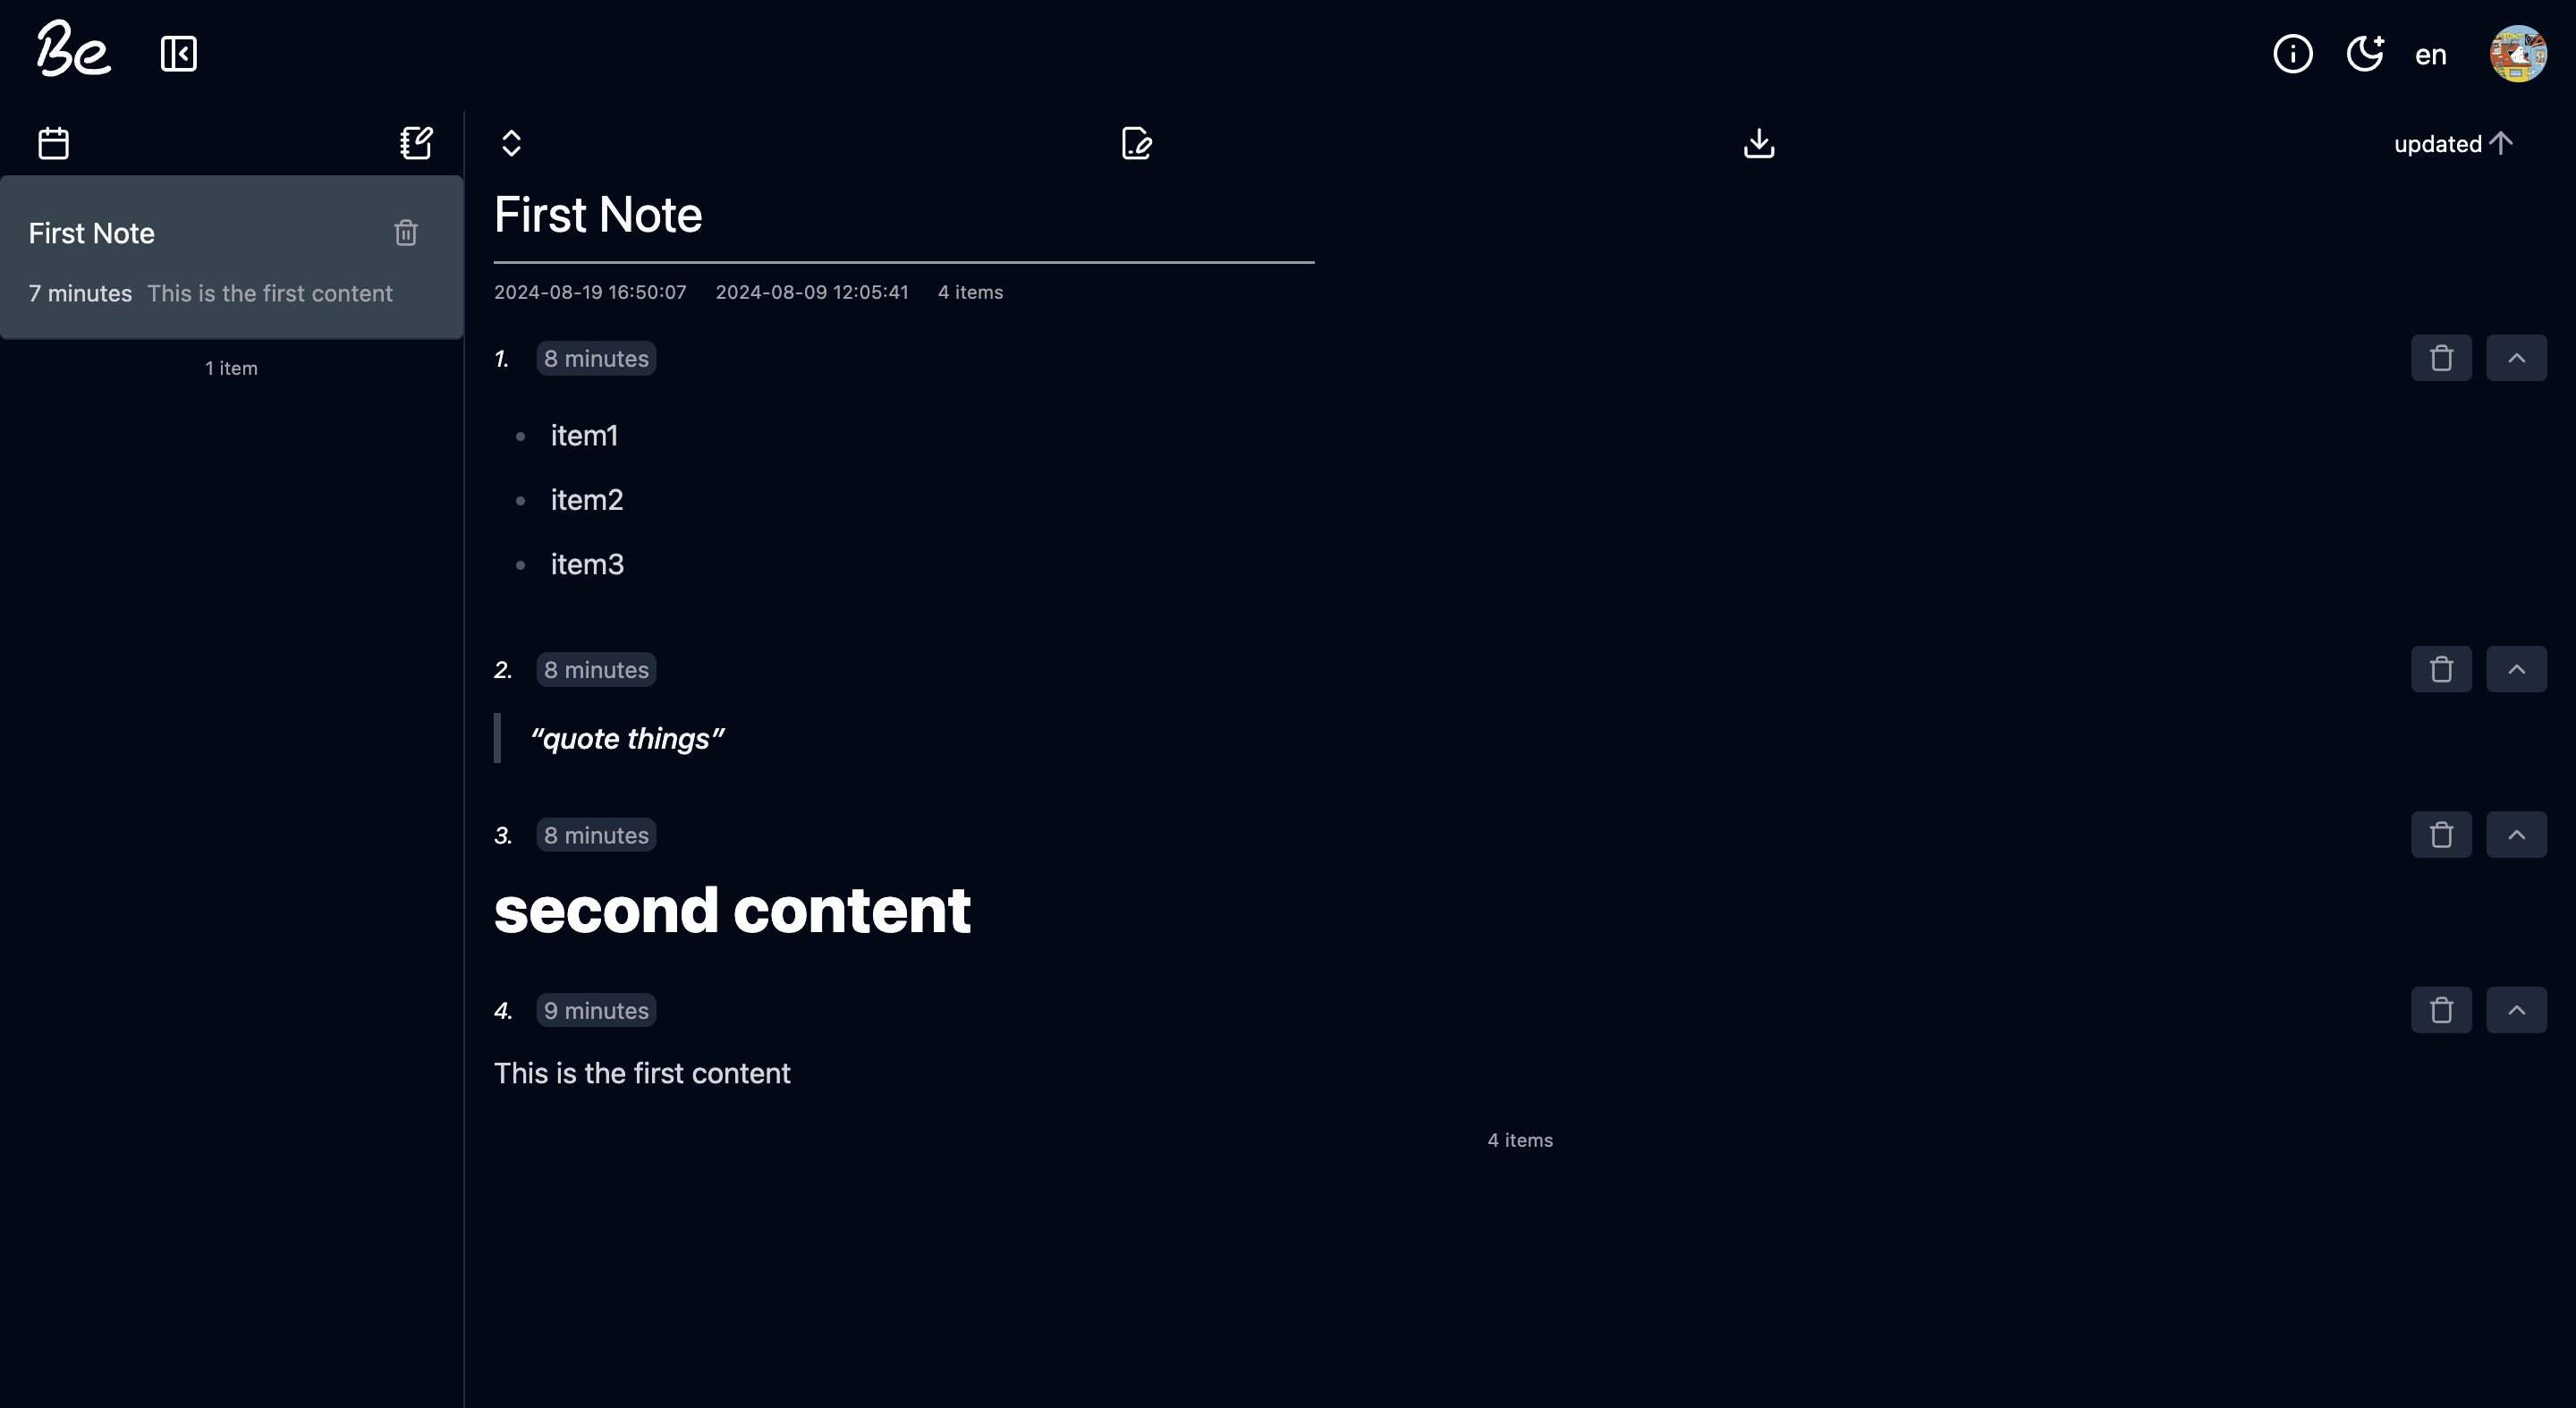 Be
en
updated
First Note
7 minutes This is the first content
1 item
First Note
2024-08-19 16:50:07 2024-08-09 12:05:41 4 items
1. 8 minutes
• item1
• item2
• item3
2. 8 minutes
“quote things”
3. 8 minutes
second content
4. 9 minutes
This is the first content
4 items